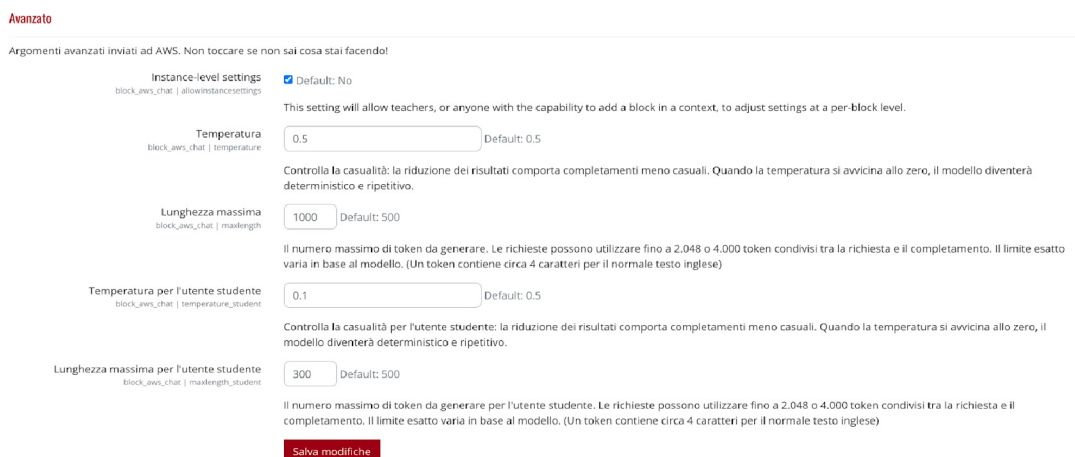 Avanzato
Argomenti avanzati inviati ad AWS. Non toccare se non sai cosa stai facendo!
Instance-level settings
block_aws_chat | allowinstancesettings
Default: No
This setting will allow teachers, or anyone with the capability to add a block in a context, to adjust settings at a per-block level.
Temperatura
block_aws_chat | temperature
0.5 Default: 0.5
Controlla la casualità: la riduzione dei risultati comporta completamenti meno casuali. Quando la temperatura si avvicina allo zero, il modello diventerà
deterministico e ripetitivo.
Lunghezza massima
block_aws_chat | maxlength
1000 Default: 500
Il numero massimo di token da generare. Le richieste possono utilizzare fino a 2.048 o 4.000 token condivisi tra la richiesta e il completamento. Il limite esatto
varia in base al modello. (Un token contiene circa 4 caratteri per il normale testo inglese)
Temperatura per l'utente studente
block_aws_chat | temperature_student
0.1 Default: 0.5
Controlla la casualità per l'utente studente: la riduzione dei risultati comporta completamenti meno casuali. Quando la temperatura si avvicina allo zero, il
modello diventerà deterministico e ripetitivo.
Lunghezza massima per l'utente studente
block_aws_chat | maxlength_student
300 Default: 500
Il numero massimo di token da generare per l'utente studente. Le richieste possono utilizzare fino a 2.048 o 4.000 token condivisi tra la richiesta e il
completamento. Il limite esatto varia in base al modello. (Un token contiene circa 4 caratteri per il normale testo inglese)
Salva modifiche